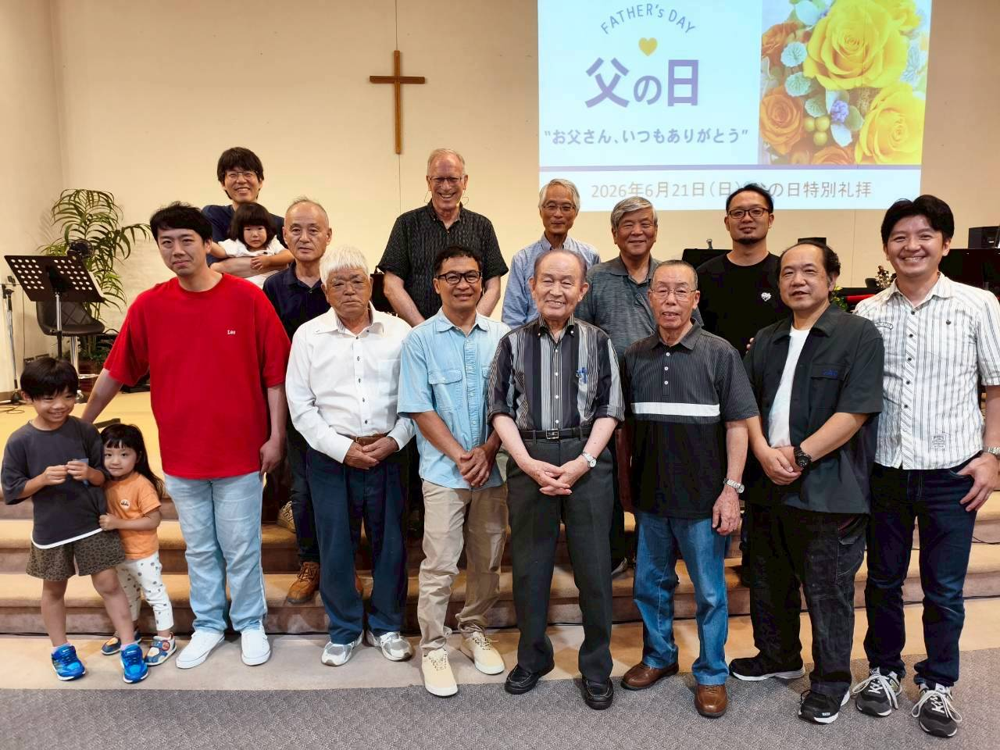 FATHER's DAY
父の日
"お父さん、いつもありがとう"
2026年6月21日(日) の日特別礼拝
Lee